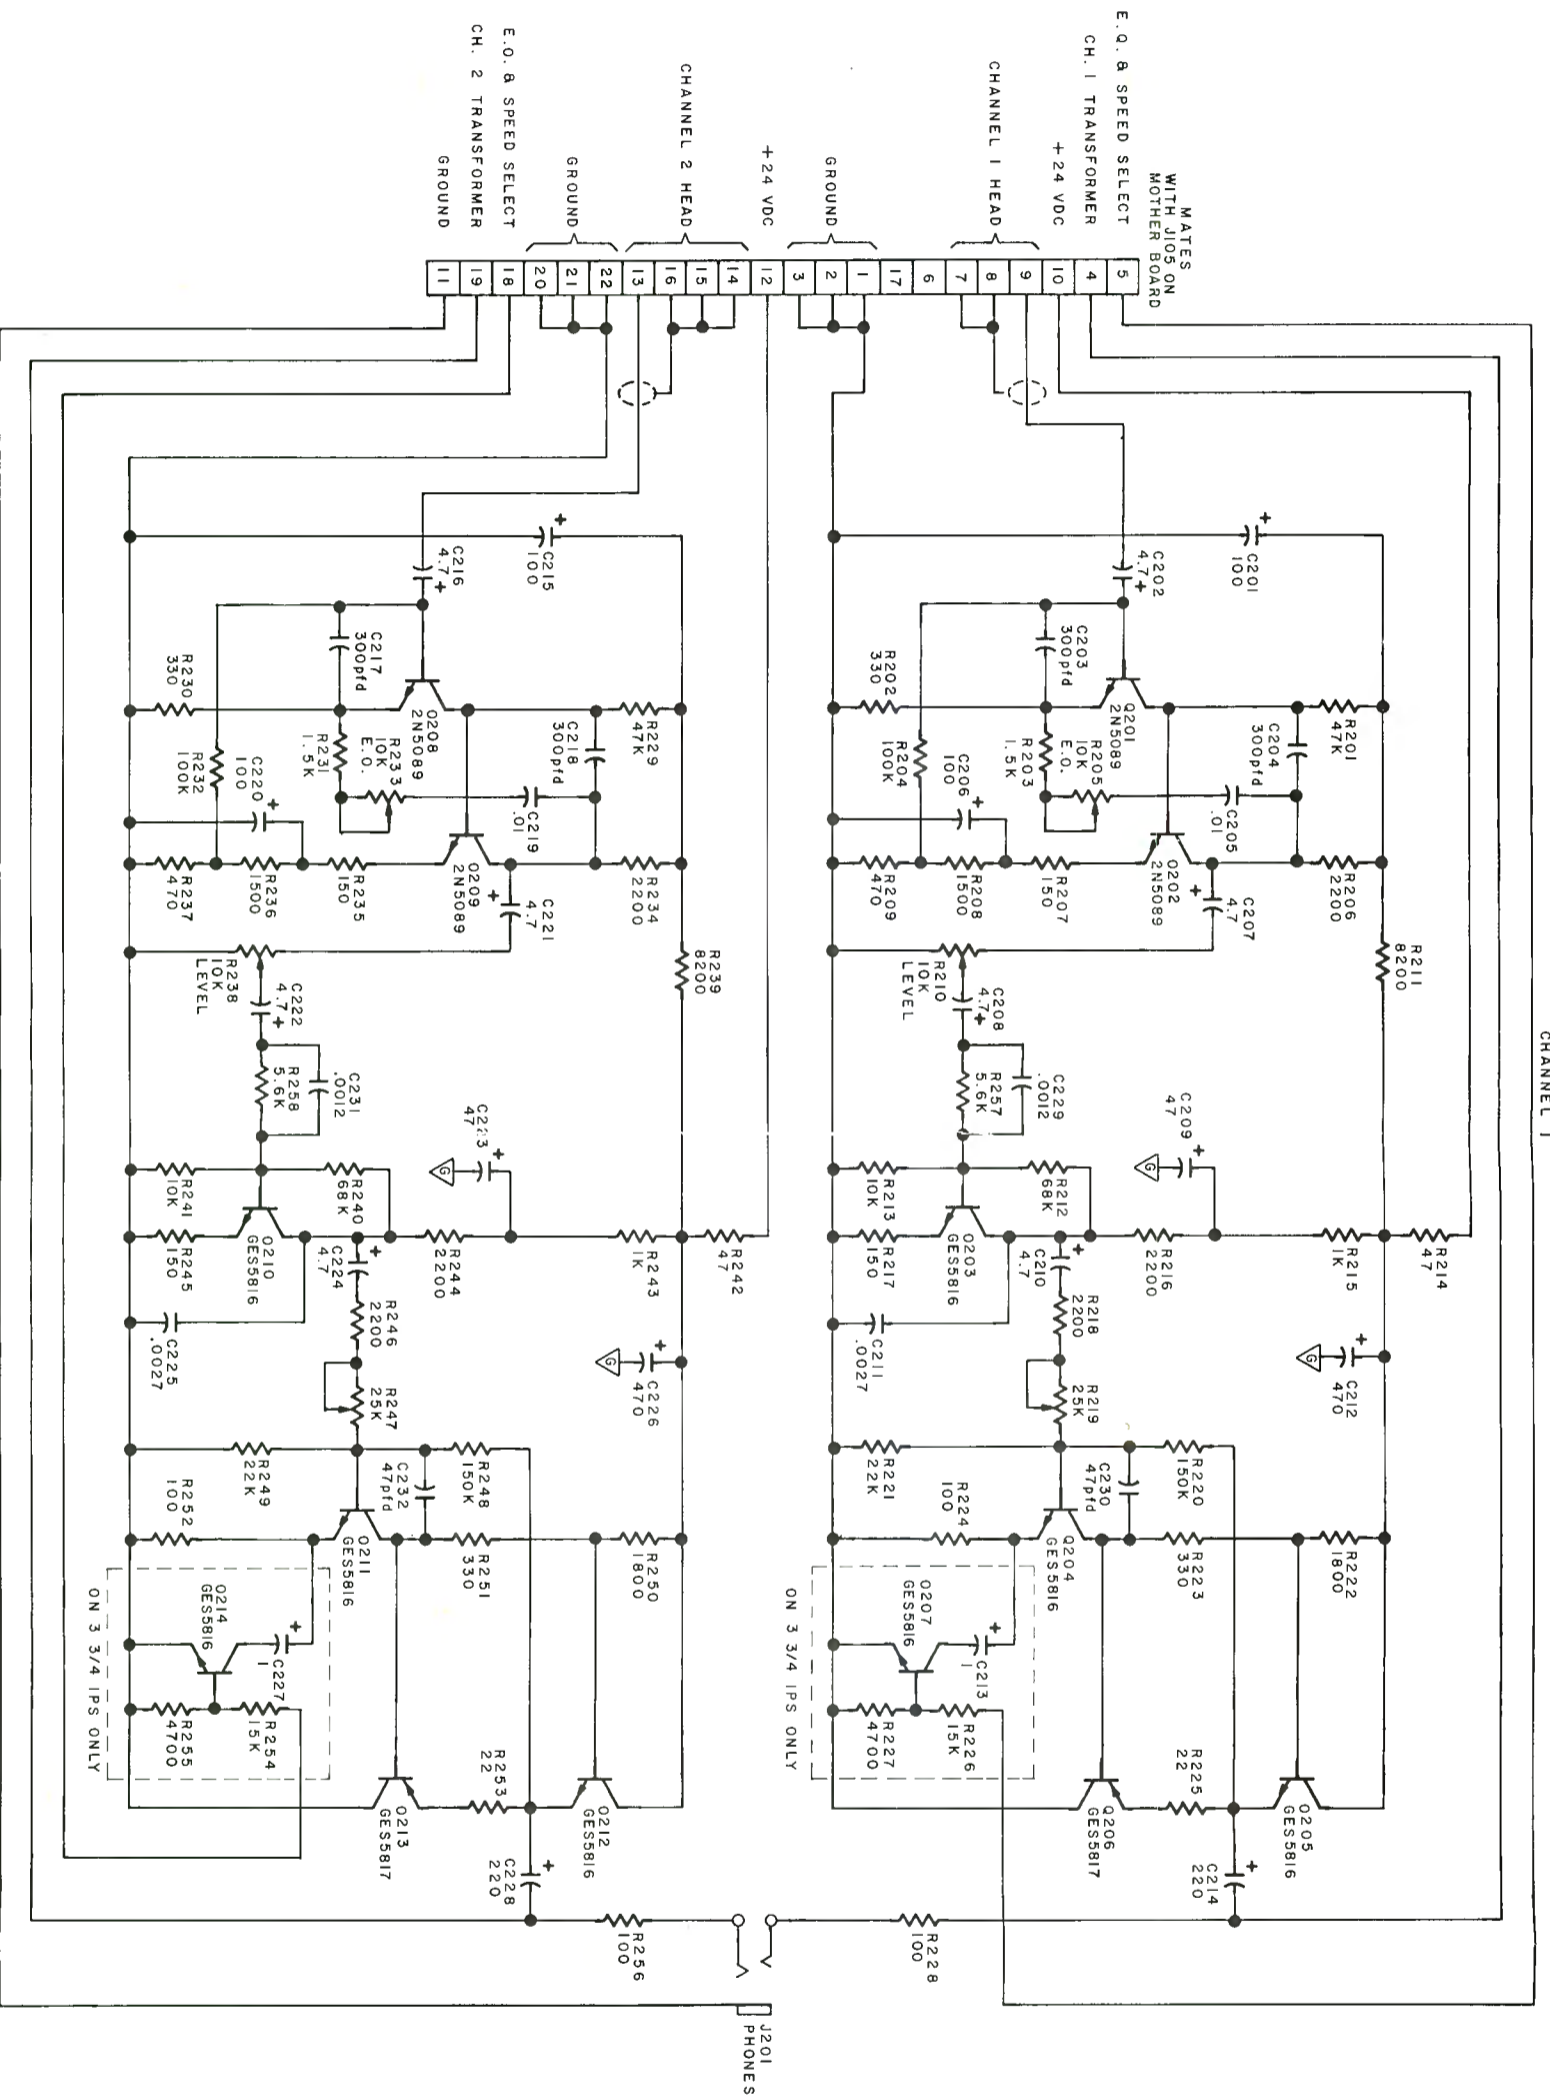 CHANNEL 1
MATES
WITH J105 ON
MOTHER BOARD
E.Q. & SPEED SELECT
CH. 1 TRANSFORMER
+24 VDC
CHANNEL 1 HEAD
GROUND
+24 VDC
CHANNEL 2 HEAD
GROUND
E.Q. & SPEED SELECT
CH. 2 TRANSFORMER
GROUND
5
4
10
9
8
7
6
17
1
2
3
12
14
15
16
13
22
21
20
18
19
11
+
C201
100
C202
4.7+
C203
300pfd
R202
330
Q201
2N5089
R201
47K
C204
300pfd
R205
10K
E.Q.
R203
1.5K
R204
100K
C205
.01
C206
100
+
Q202
2N5089
R206
2200
R207
150
R208
1500
R209
470
C207
4.7
+
R211
8200
R210
10K
LEVEL
C208
4.7+
C229
.0012
R257
5.6K
C209
47
+
G
R212
68K
R213
10K
Q203
GES5816
R214
47
R215
1K
R216
2200
R217
150
C210
4.7
+
C211
.0027
R218
2200
R219
25K
+
C212
470
G
R220
150K
C230
47pfd
R221
22K
R224
100
Q204
GES5816
R222
1800
R223
330
Q207
GES5816
C213
1
+
R226
15K
R227
4700
ON 3 3/4 IPS ONLY
Q205
GES5816
R225
22
Q206
GES5817
+
C214
220
R228
100
+
C215
100
C216
4.7+
C217
300pfd
R230
330
Q208
2N5089
R229
47K
C218
300pfd
R233
10K
E.Q.
R231
1.5K
R232
100K
C219
.01
C220
100
+
Q209
2N5089
R234
2200
R235
150
R236
1500
R237
470
C221
4.7
+
R239
8200
R238
10K
LEVEL
C222
4.7+
C231
.0012
R258
5.6K
C223
47
+
G
R240
68K
R241
10K
Q210
GES5816
R242
47
R243
1K
R244
2200
R245
150
C224
4.7
+
C225
.0027
R246
2200
R247
25K
C226
470
+
G
R248
150K
C232
47pfd
R249
22K
R252
100
Q211
GES5816
R250
1800
R251
330
Q214
GES5816
C227
1
+
R254
15K
R255
4700
ON 3 3/4 IPS ONLY
Q212
GES5816
R253
22
Q213
GES5817
+
C228
220
R256
100
J201
PHONES